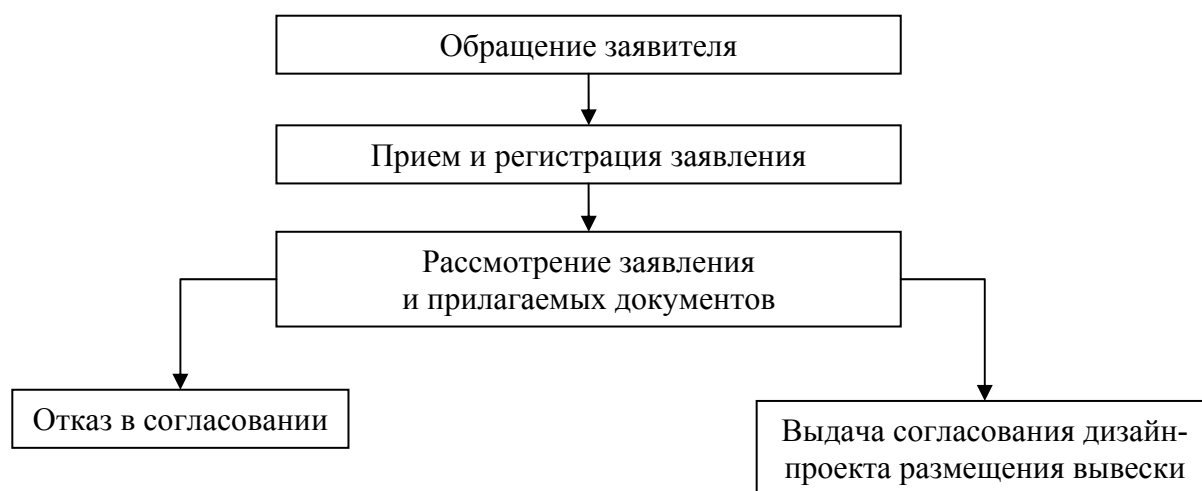 Обращение заявителя
Прием и регистрация заявления
Рассмотрение заявления
и прилагаемых документов
Отказ в согласовании
Выдача согласования дизайн-
проекта размещения вывески